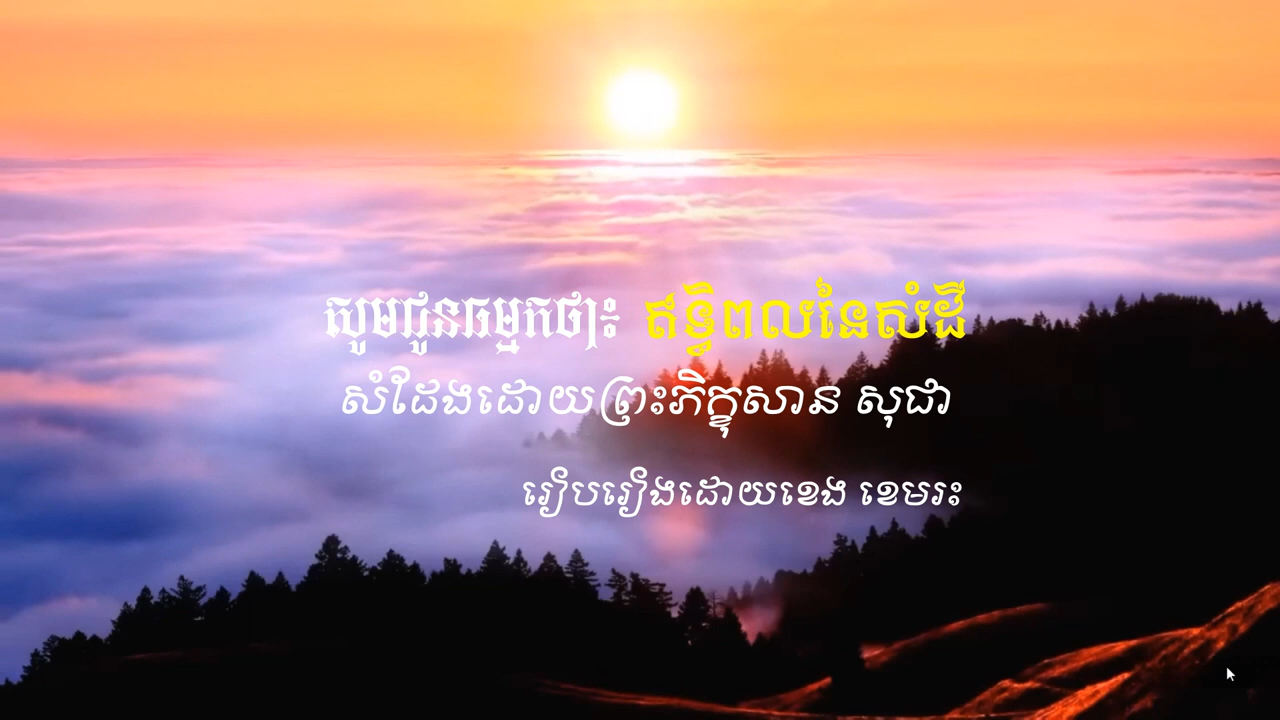 សូមជូនធម្មកថាៈ ឥទ្ធិពលនៃសំដី
សំដែងដោយព្រះភិក្ខុសាន សុជា
រៀបរៀងដោយខេង ខេមរះ